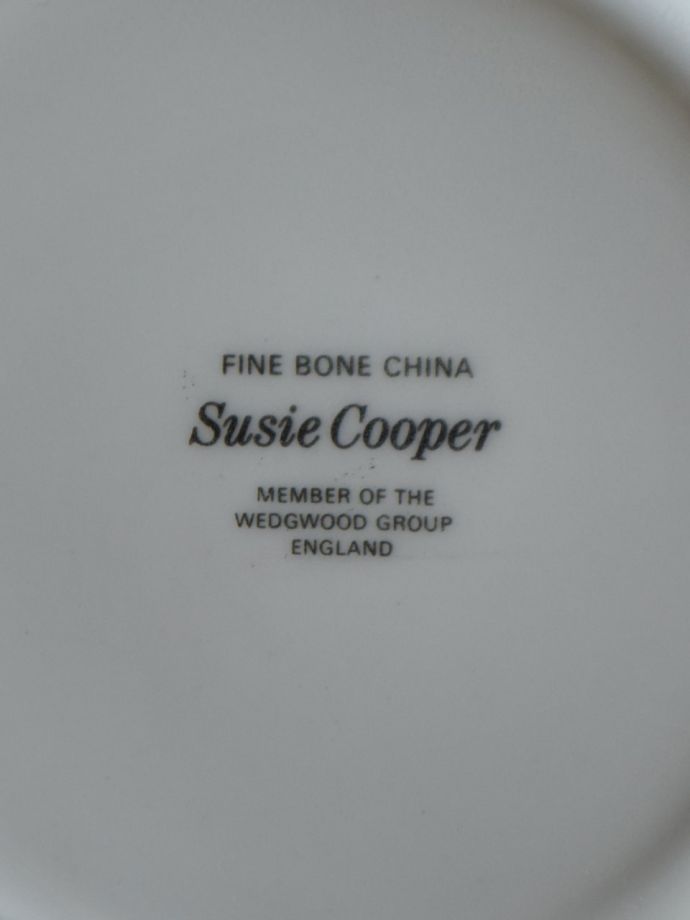 FINE BONE CHINA
Susie Cooper
MEMBER OF THE
WEDGWOOD GROUP
ENGLAND